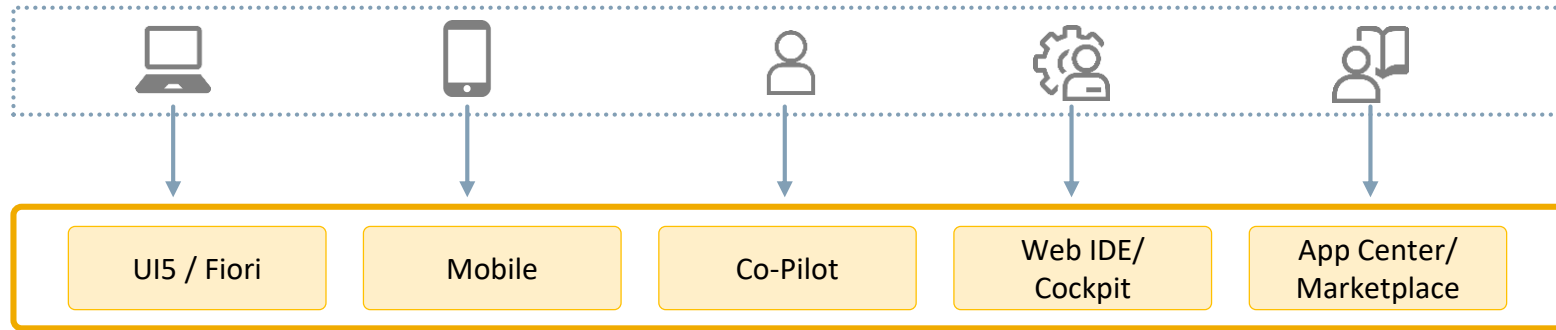 UI5 / Fiori
Mobile
Co-Pilot
Web IDE/
Cockpit
App Center/
Marketplace